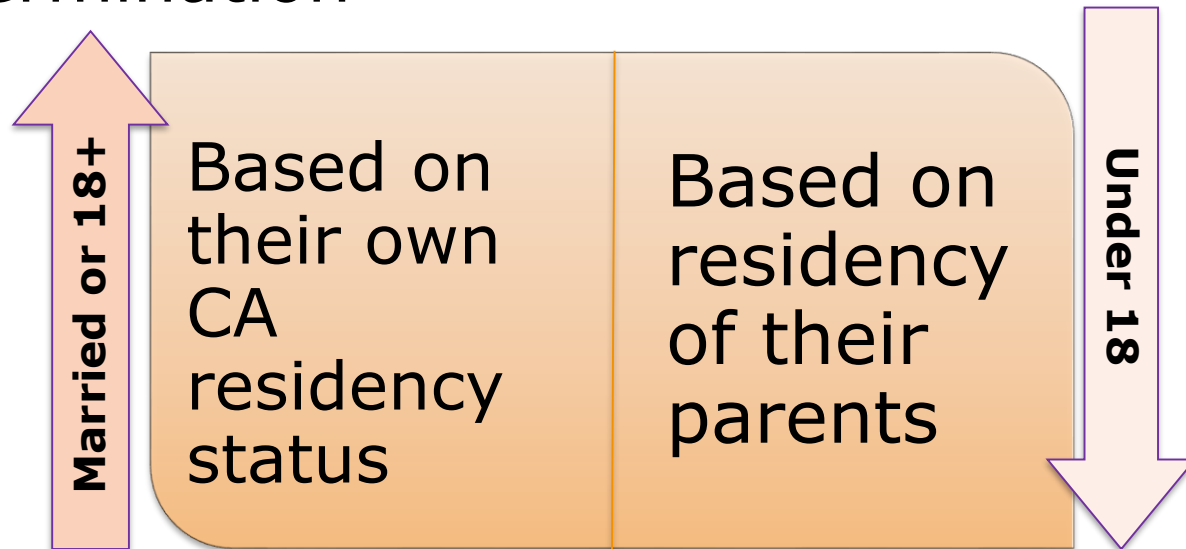 Married or 18+
Based on
their own
CA
residency
status
Based on
residency
of their
parents
Under 18